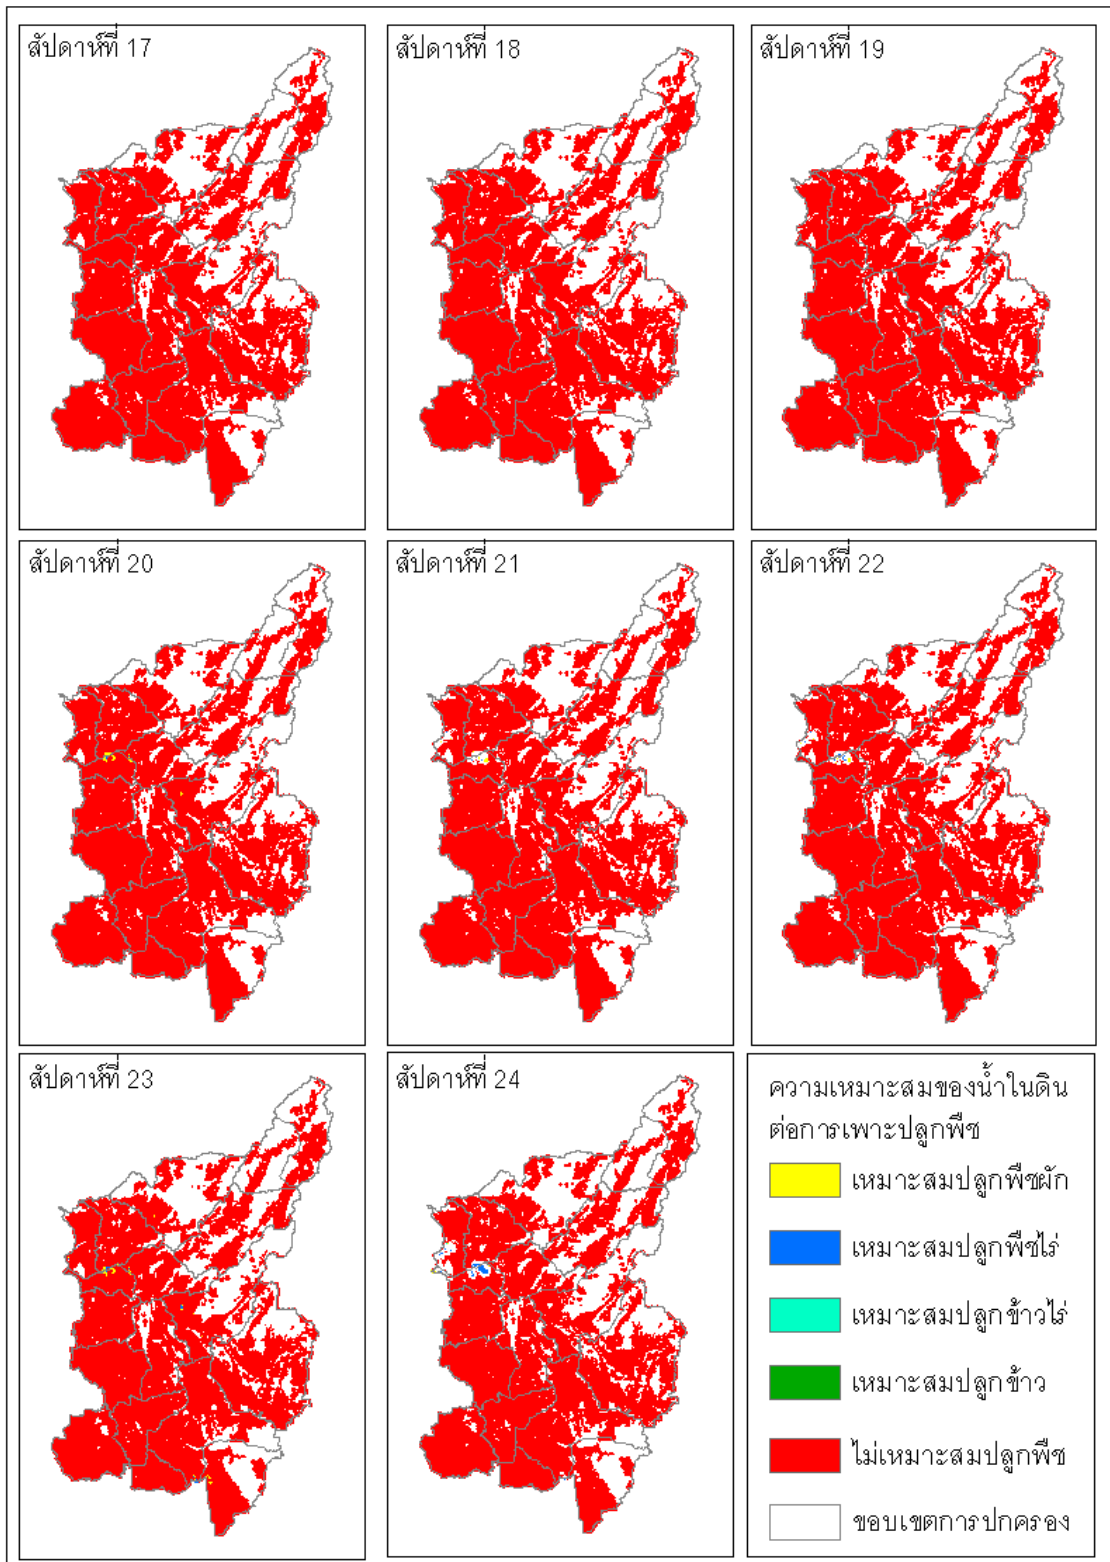 สัปดาห์ที่ 17
สัปดาห์ที่ 18
สัปดาห์ที่ 19
สัปดาห์ที่ 20
สัปดาห์ที่ 21
สัปดาห์ที่ 22
สัปดาห์ที่ 23
สัปดาห์ที่ 24
ความเหมาะสมของน้ำในดิน
ต่อการเพาะปลูกพืช
เหมาะสมปลูกพืชผัก
เหมาะสมปลูกพืชไร่
เหมาะสมปลูกข้าวไร่
เหมาะสมปลูกข้าว
ไม่เหมาะสมปลูกพืช
ขอบเขตการปกครอง